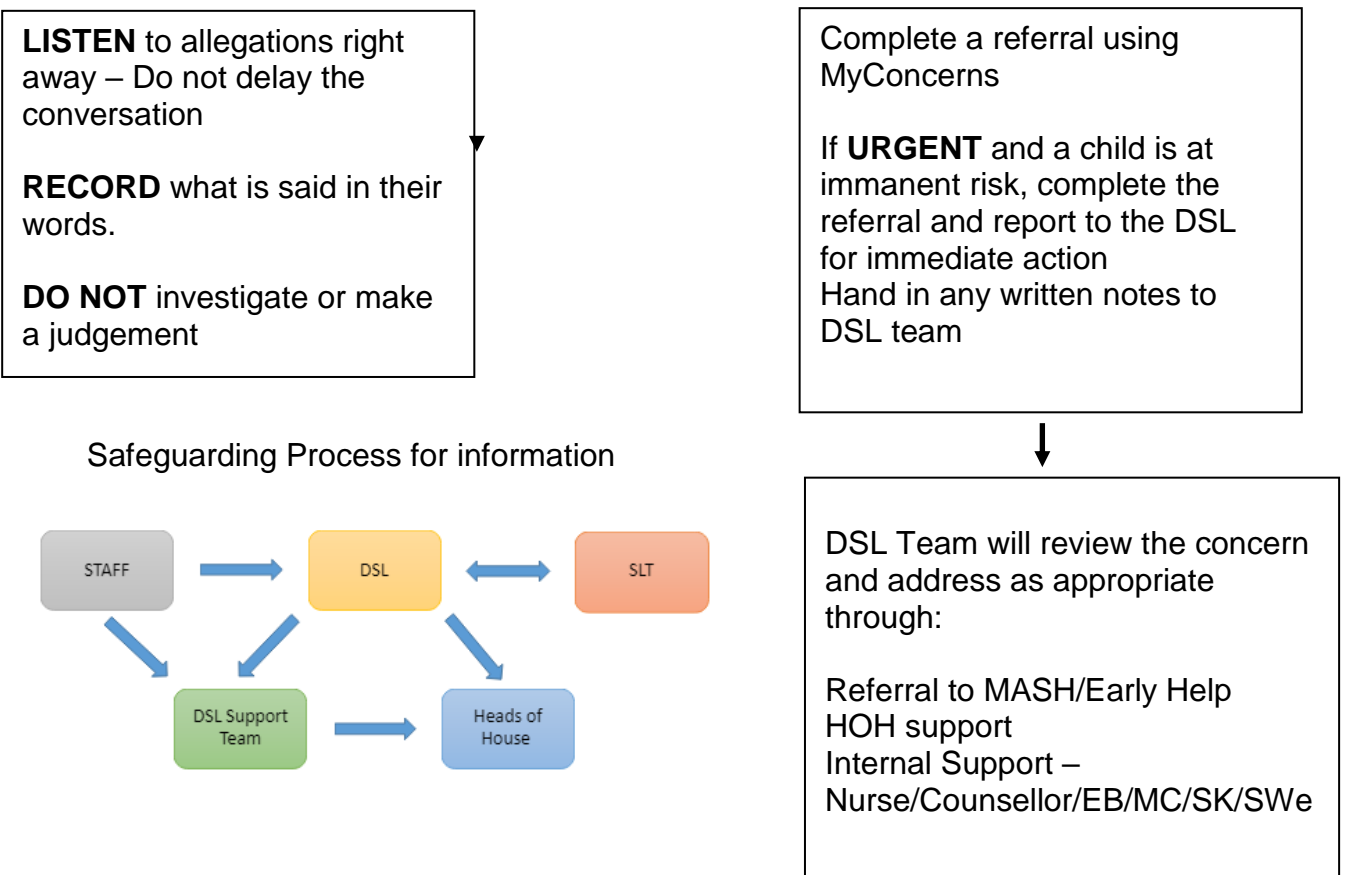 LISTEN to allegations right
away – Do not delay the
conversation
RECORD what is said in their
words.
DO NOT investigate or make
a judgement
Complete a referral using
MyConcerns
If URGENT and a child is at
immanent risk, complete the
referral and report to the DSL
for immediate action
Hand in any written notes to
DSL team
Safeguarding Process for information
STAFF
DSL
SLT
DSL Support
Team
Heads of
House
DSL Team will review the concern
and address as appropriate
through:
Referral to MASH/Early Help
HOH support
Internal Support –
Nurse/Counsellor/EB/MC/SK/SWe